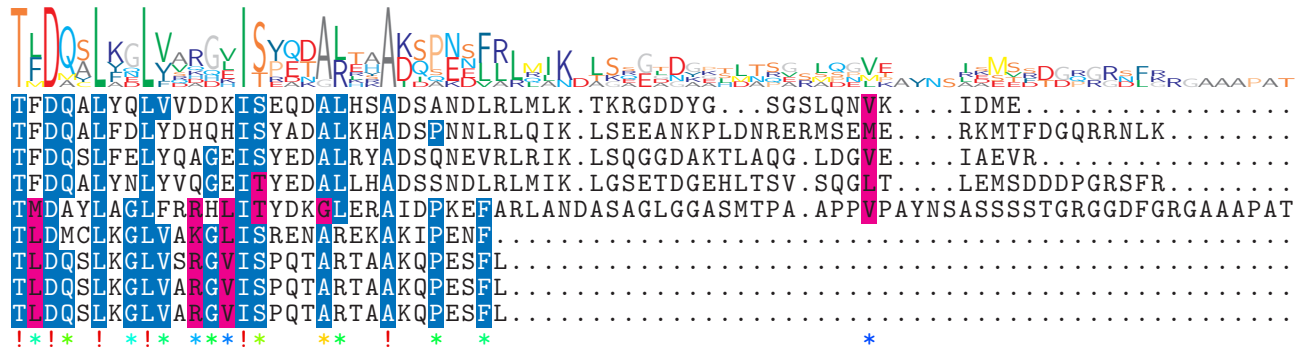 TFDQALYQLVVDDKISEQDALHSADSANDLRLMLK.TKRGDDYG...SGSLQNVK....IDME.................
TFDQALFDLYDHQHISYADALKHADSPNNLRLQIK.LSEEANKPLDNRERMSEME....RKMTFDGQRRNLK........
TFDQSLFELYQAGEISYEDALRYADSQNEVRLRIK.LSQGGDAKTLAQG.LDGVE....IAEVR................
TFDQALYNLYVQGEITYEDALLHADSSNDLRLMIK.LGSETDGEHLTSV.SQGLT....LEMSDDDPGRSFR........
TMDAYLAGLFRRHLITYDKGLERAIDPKEFARLANDASAGLGGASMTPA.APPVPAYNSASSSSTGRGGDFGRGAAAPAT
TLDMCLKGLVAKGLISRENAREKAKIPENF..................................................
TLDQSLKGLVSRGVISPQTARTAAKQPESFL.................................................
TLDQSLKGLVARGVISPQTARTAAKQPESFL.................................................
TLDQSLKGLVARGVISPQTARTAAKQPESFL.................................................
!*!* ! *! ***!* ** ! * * *